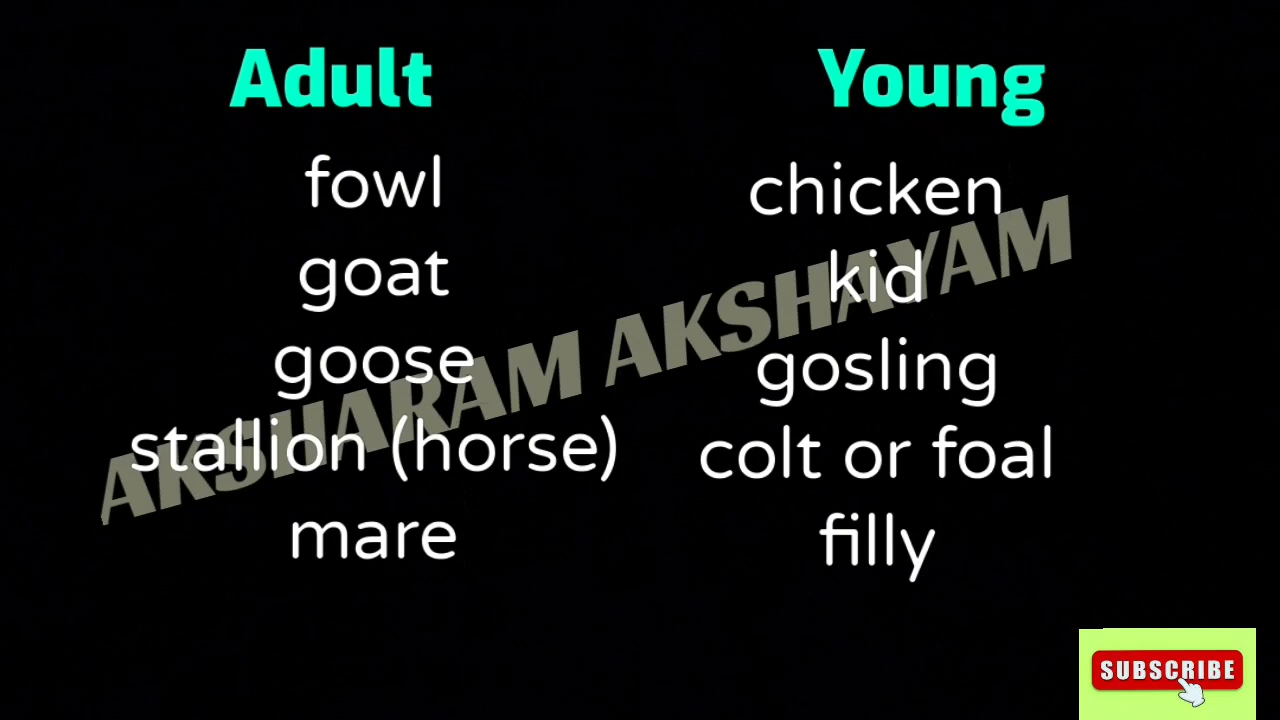 Adult Young
fowl chicken
goat kid
goose gosling
stallion (horse) colt or foal
mare filly
AKSHARAM AKSHAYAM
SUBSCRIBE